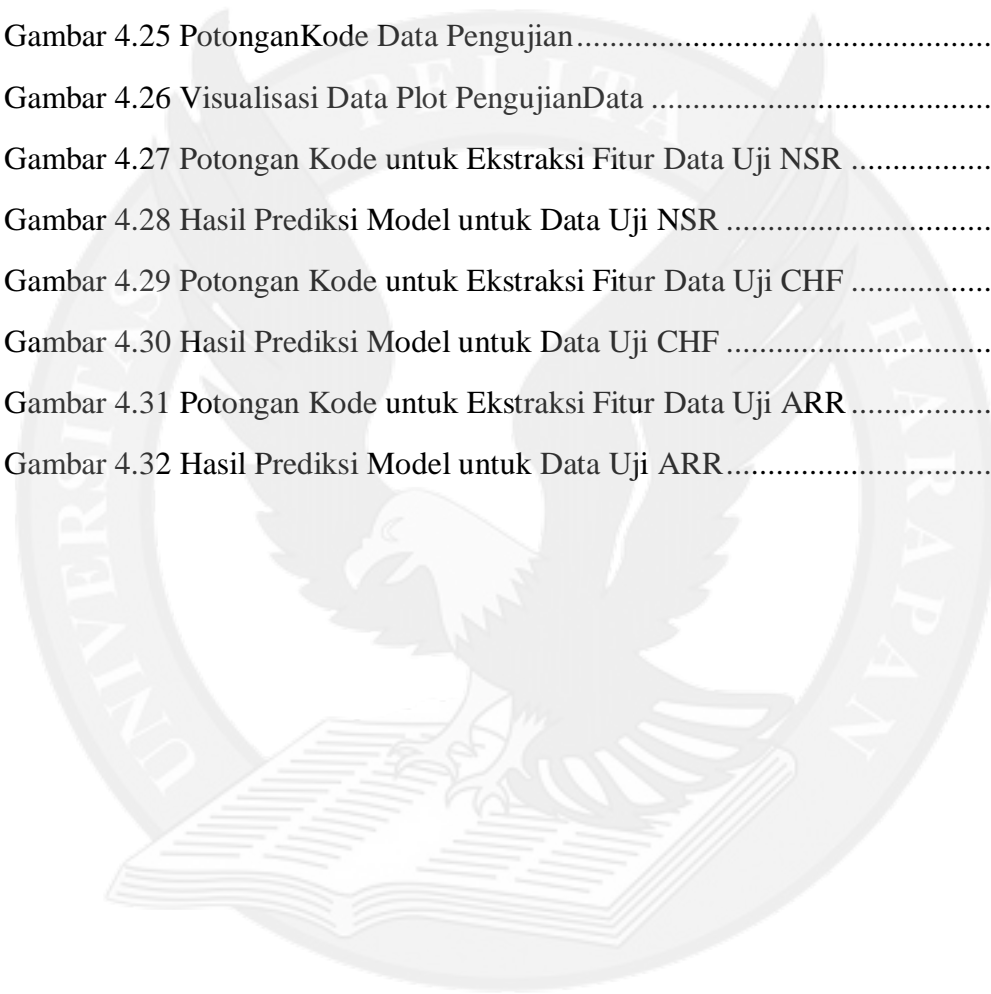 Gambar 4.25 PotonganKode Data Pengujian................................................
Gambar 4.26 Visualisasi Data Plot PengujianData .......................................
Gambar 4.27 Potongan Kode untuk Ekstraksi Fitur Data Uji NSR ................
Gambar 4.28 Hasil Prediksi Model untuk Data Uji NSR ..............................
Gambar 4.29 Potongan Kode untuk Ekstraksi Fitur Data Uji CHF ................
Gambar 4.30 Hasil Prediksi Model untuk Data Uji CHF ..............................
Gambar 4.31 Potongan Kode untuk Ekstraksi Fitur Data Uji ARR ................
Gambar 4.32 Hasil Prediksi Model untuk Data Uji ARR..............................
UNIVERSITAS PELITA HARAPAN